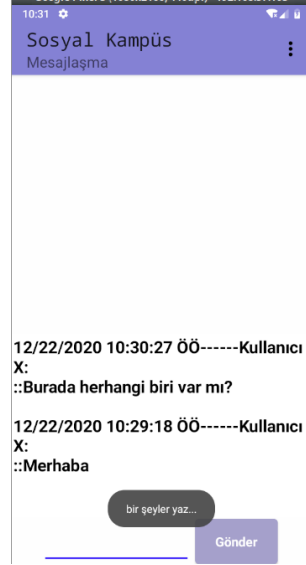 10:31
Sosyal Kampüs
Mesajlaşma
12/22/2020 10:30:27 ÖÖ------Kullanıcı
X:
::Burada herhangi biri var mı?
12/22/2020 10:29:18 ÖÖ------Kullanıcı
X:
::Merhaba
bir şeyler yaz...
Gönder